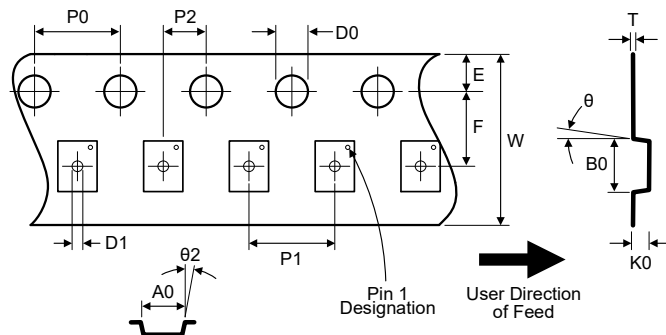 P0
P2
D0
T
E
F
W
θ
B0
D1
P1
K0
θ2
A0
Pin 1
Designation
User Direction
of Feed